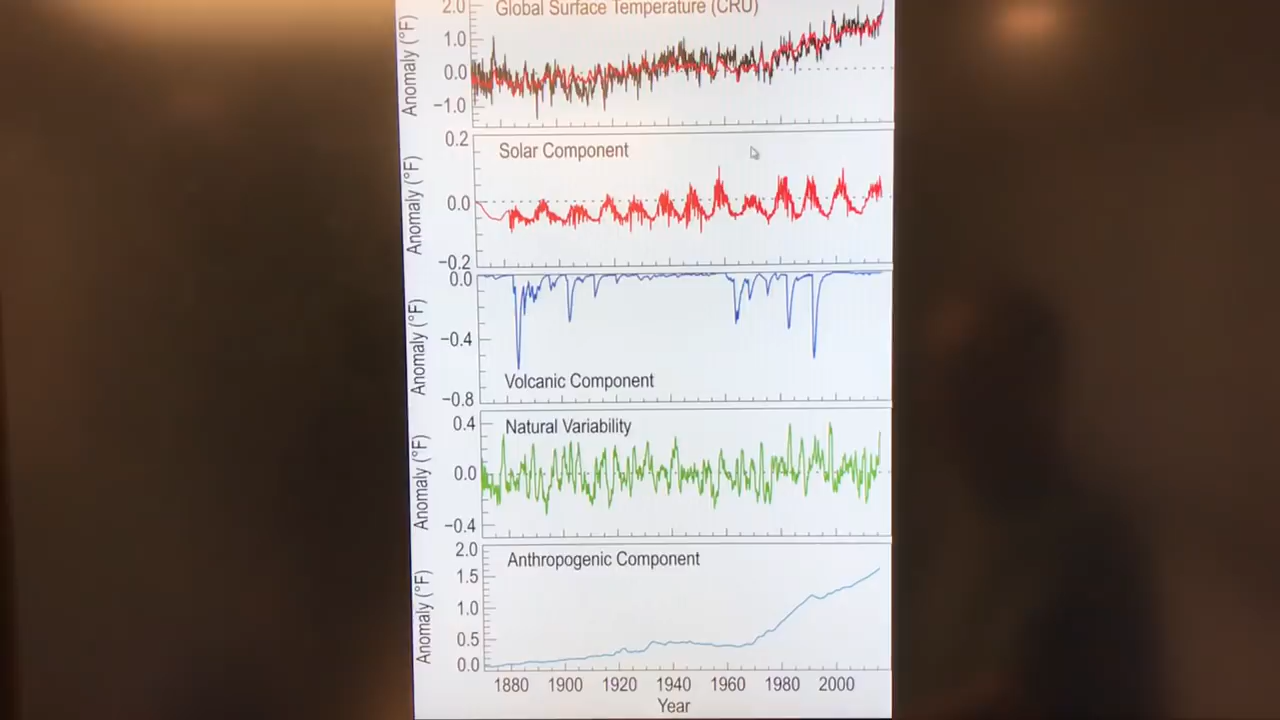 Global Surface Temperature (CRU)
2.0
1.0
0.0
−1.0
Anomaly (°F)
Solar Component
0.2
0.0
−0.2
Anomaly (°F)
0.0
−0.4
−0.8
Anomaly (°F)
Volcanic Component
Natural Variability
0.4
0.0
−0.4
Anomaly (°F)
Anthropogenic Component
2.0
1.5
1.0
0.5
0.0
Anomaly (°F)
1880 1900 1920 1940 1960 1980 2000
Year